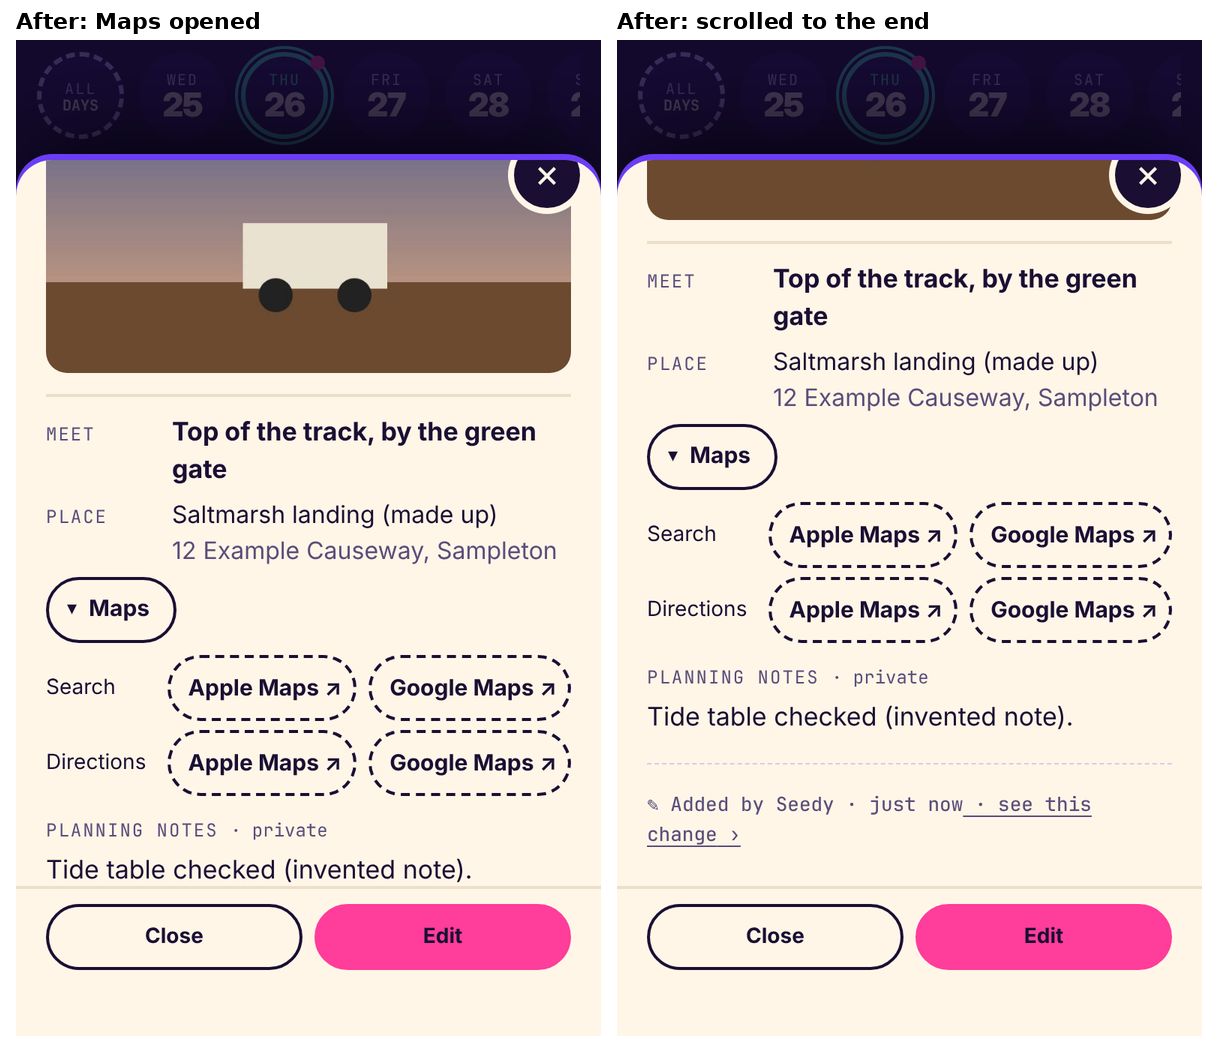 After: Maps opened
ALL DAYS
WED 25
THU 26
FRI 27
SAT 28
✕
MEET Top of the track, by the green
gate
PLACE Saltmarsh landing (made up)
12 Example Causeway, Sampleton
▼ Maps
Search Apple Maps ↗ Google Maps ↗
Directions Apple Maps ↗ Google Maps ↗
PLANNING NOTES · private
Tide table checked (invented note).
Close Edit
After: scrolled to the end
ALL DAYS
WED 25
THU 26
FRI 27
SAT 28
✕
MEET Top of the track, by the green
gate
PLACE Saltmarsh landing (made up)
12 Example Causeway, Sampleton
▼ Maps
Search Apple Maps ↗ Google Maps ↗
Directions Apple Maps ↗ Google Maps ↗
PLANNING NOTES · private
Tide table checked (invented note).
✎ Added by Seedy · just now · see this
change ›
Close Edit